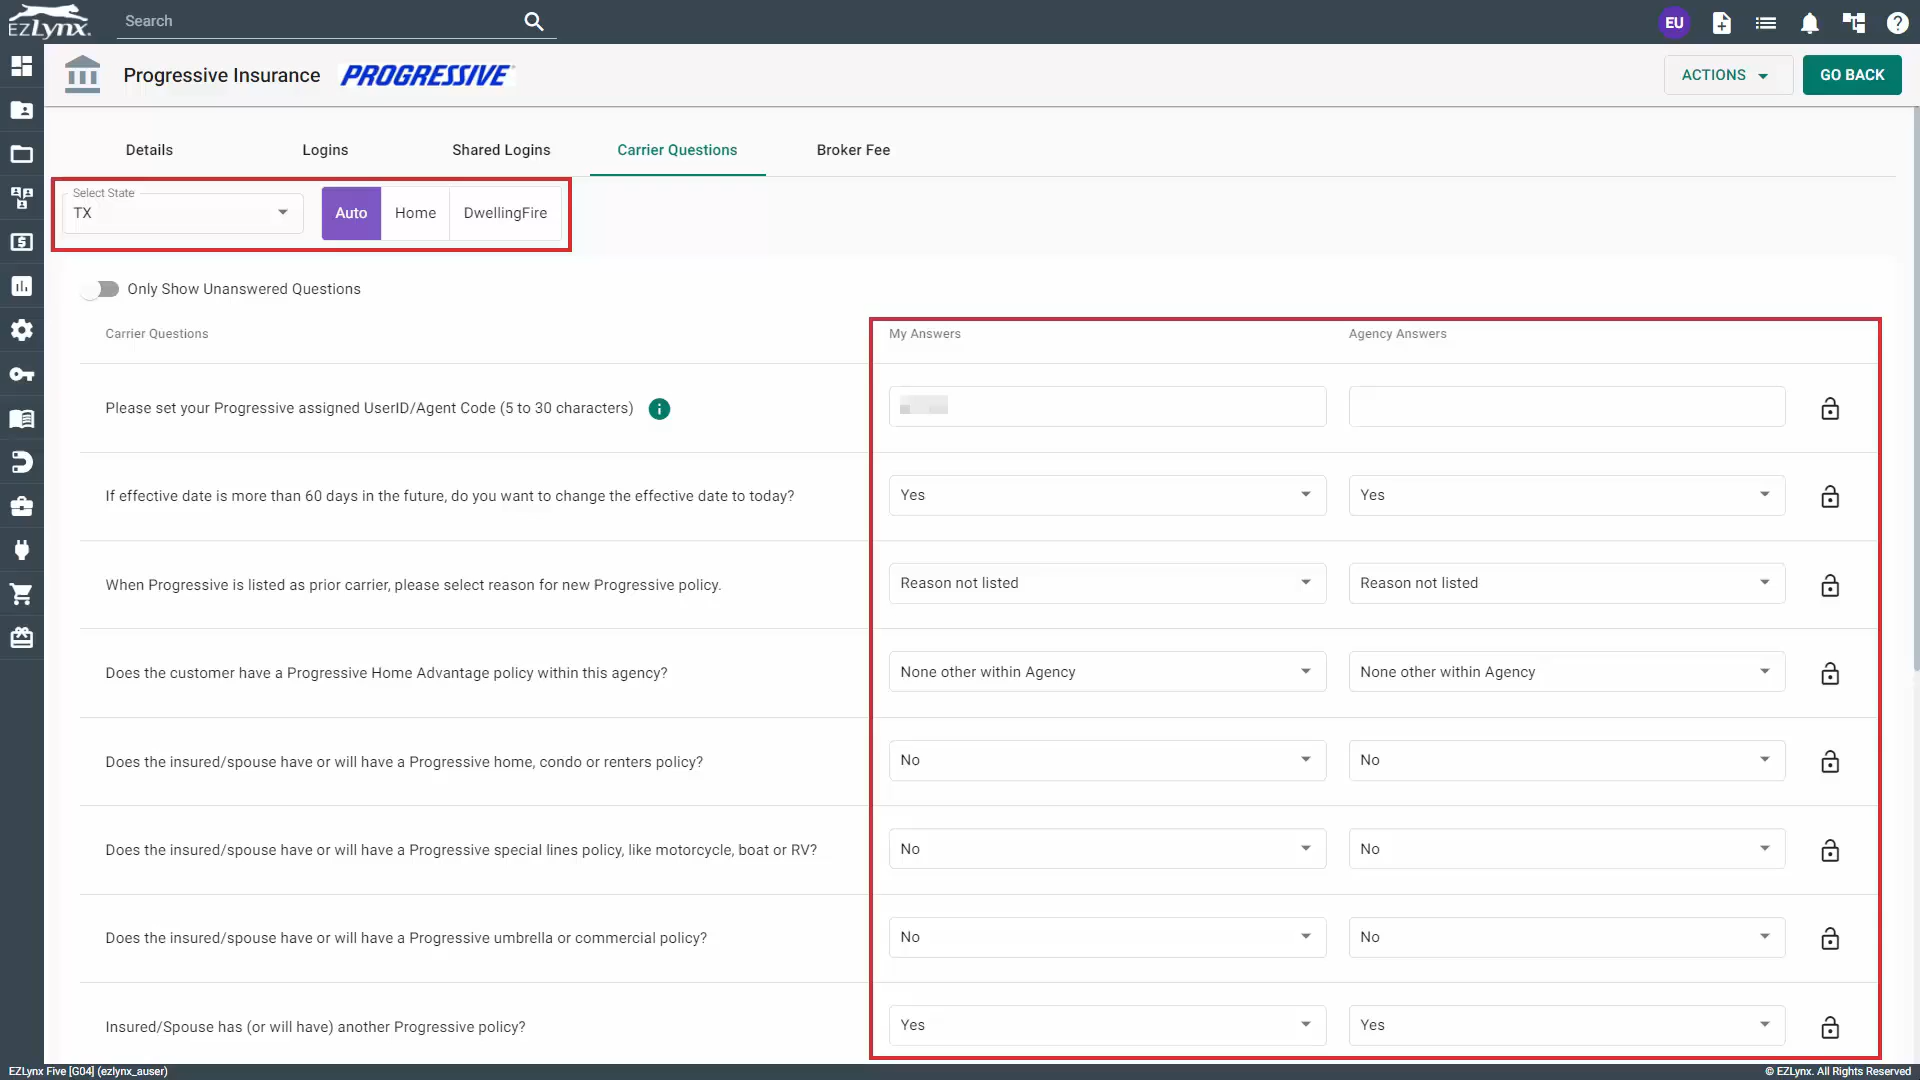 EZLynx
Search
EU
Progressive Insurance
PROGRESSIVE
ACTIONS
GO BACK
Details
Logins
Shared Logins
Carrier Questions
Broker Fee
Select State
TX
Auto
Home
DwellingFire
Only Show Unanswered Questions
Carrier Questions
My Answers
Agency Answers
Please set your Progressive assigned UserID/Agent Code (5 to 30 characters)
If effective date is more than 60 days in the future, do you want to change the effective date to today?
Yes
Yes
When Progressive is listed as prior carrier, please select reason for new Progressive policy.
Reason not listed
Reason not listed
Does the customer have a Progressive Home Advantage policy within this agency?
None other within Agency
None other within Agency
Does the insured/spouse have or will have a Progressive home, condo or renters policy?
No
No
Does the insured/spouse have or will have a Progressive special lines policy, like motorcycle, boat or RV?
No
No
Does the insured/spouse have or will have a Progressive umbrella or commercial policy?
No
No
Insured/Spouse has (or will have) another Progressive policy?
Yes
Yes
EZLynx Five [G04] (ezlynx_auser)
© EZLynx. All Rights Reserved